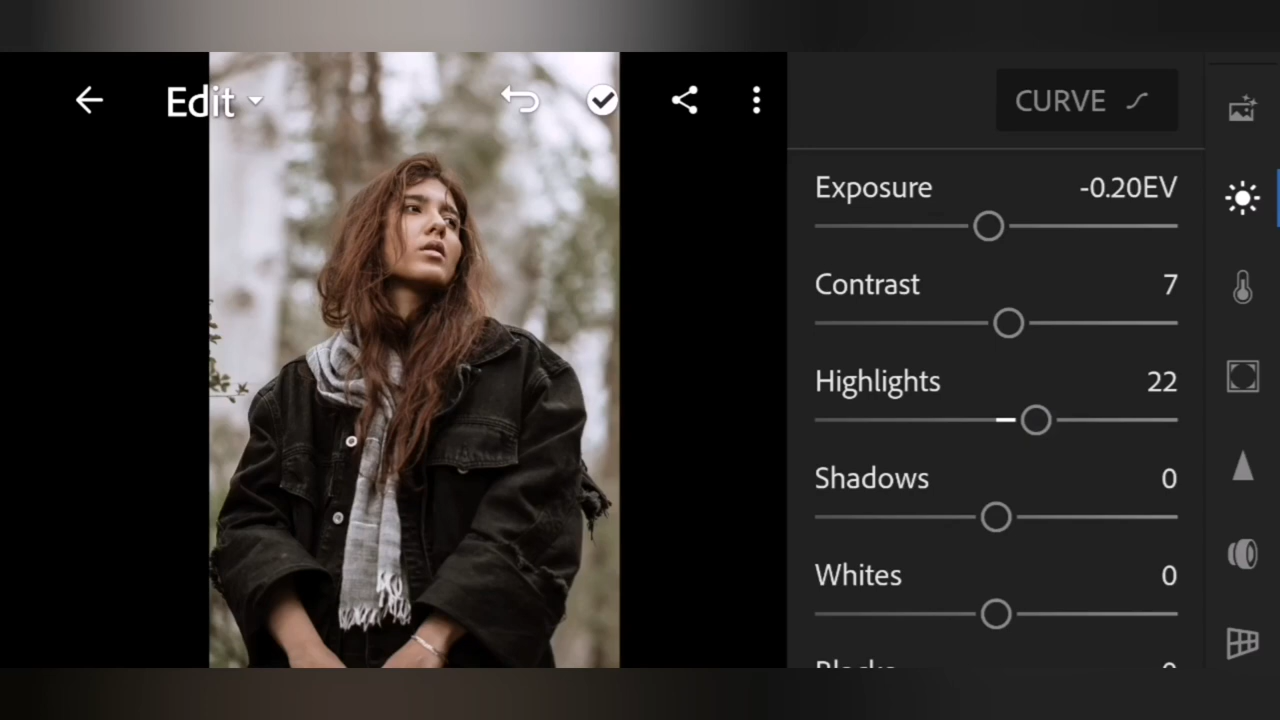 Edit
CURVE
Exposure -0.20EV
Contrast 7
Highlights 22
Shadows 0
Whites 0